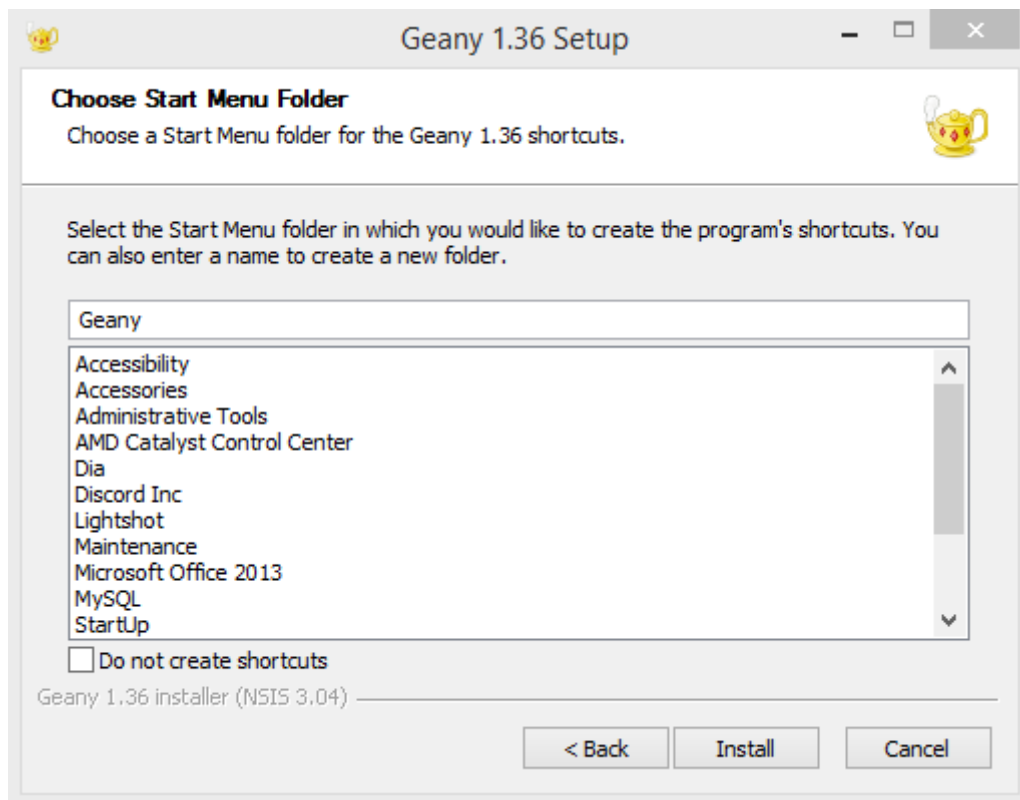 Geany 1.36 Setup
Choose Start Menu Folder
Choose a Start Menu folder for the Geany 1.36 shortcuts.
Select the Start Menu folder in which you would like to create the program's shortcuts. You
can also enter a name to create a new folder.
Geany
Accessibility
Accessories
Administrative Tools
AMD Catalyst Control Center
Dia
Discord Inc
Lightshot
Maintenance
Microsoft Office 2013
MySQL
StartUp
Do not create shortcuts
Geany 1.36 installer (NSIS 3.04)
< Back Install Cancel